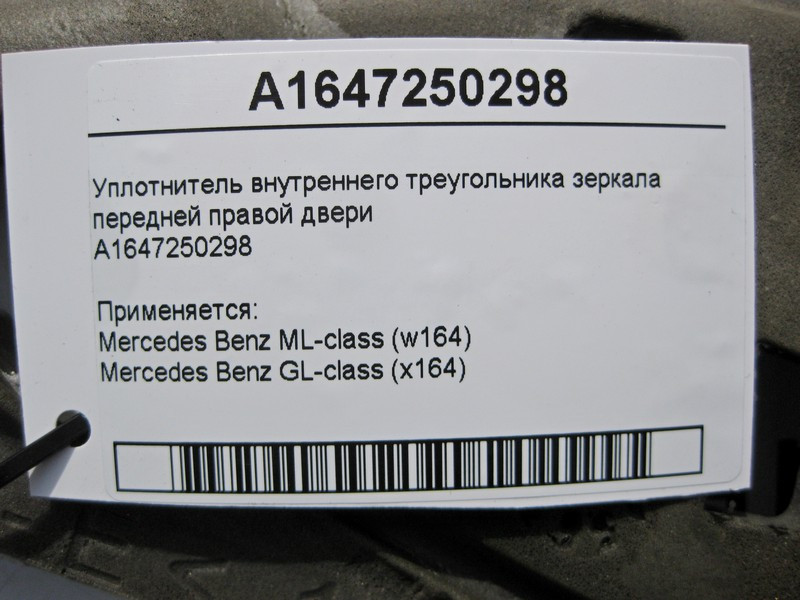 A1647250298
Уплотнитель внутреннего треугольника зеркала
передней правой двери
A1647250298
Применяется:
Mercedes Benz ML-class (w164)
Mercedes Benz GL-class (x164)